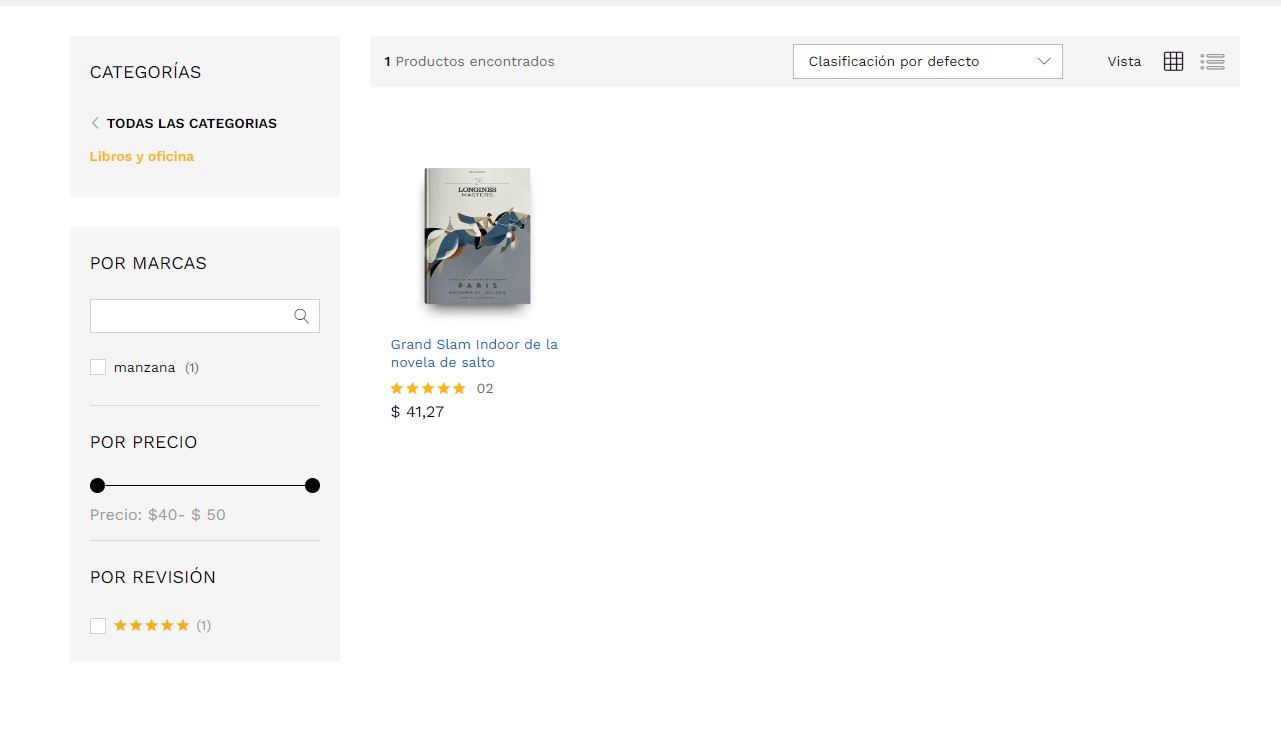 CATEGORÍAS
TODAS LAS CATEGORIAS
Libros y oficina
POR MARCAS
manzana (1)
POR PRECIO
Precio: $40- $ 50
POR REVISIÓN
(1)
1 Productos encontrados
Clasificación por defecto
Vista
LONGINES
MASTERS
PARIS
Grand Slam Indoor de la
novela de salto
02
$ 41,27